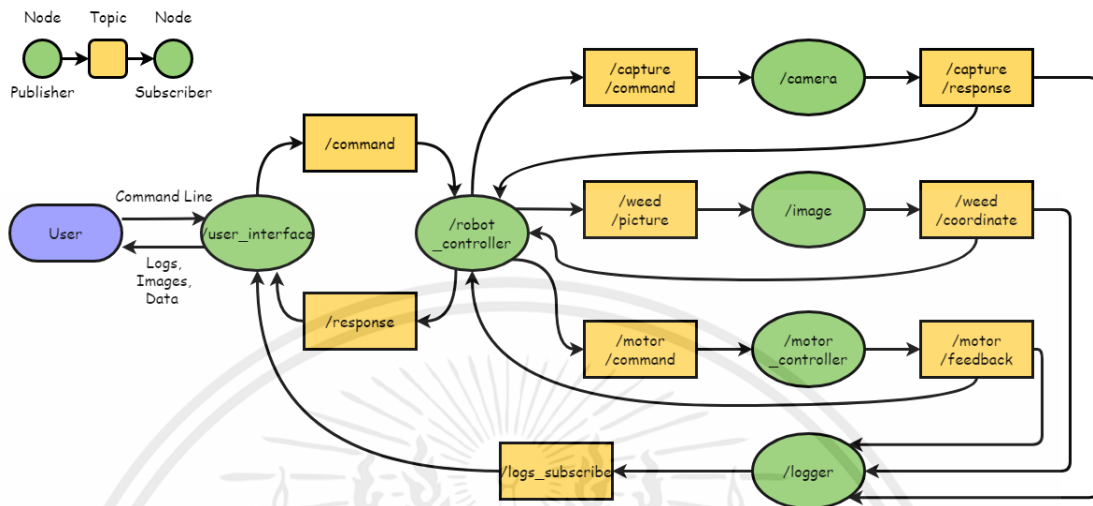 Node
Topic
Node
Publisher
Subscriber
/capture
/command
/camera
/capture
/response
/command
Command Line
User
/user_interface
/robot
_controller
/weed
/picture
/image
/weed
/coordinate
Logs,
Images,
Data
/response
/motor
/command
/motor
_controller
/motor
/feedback
/logs_subscribe
/logger